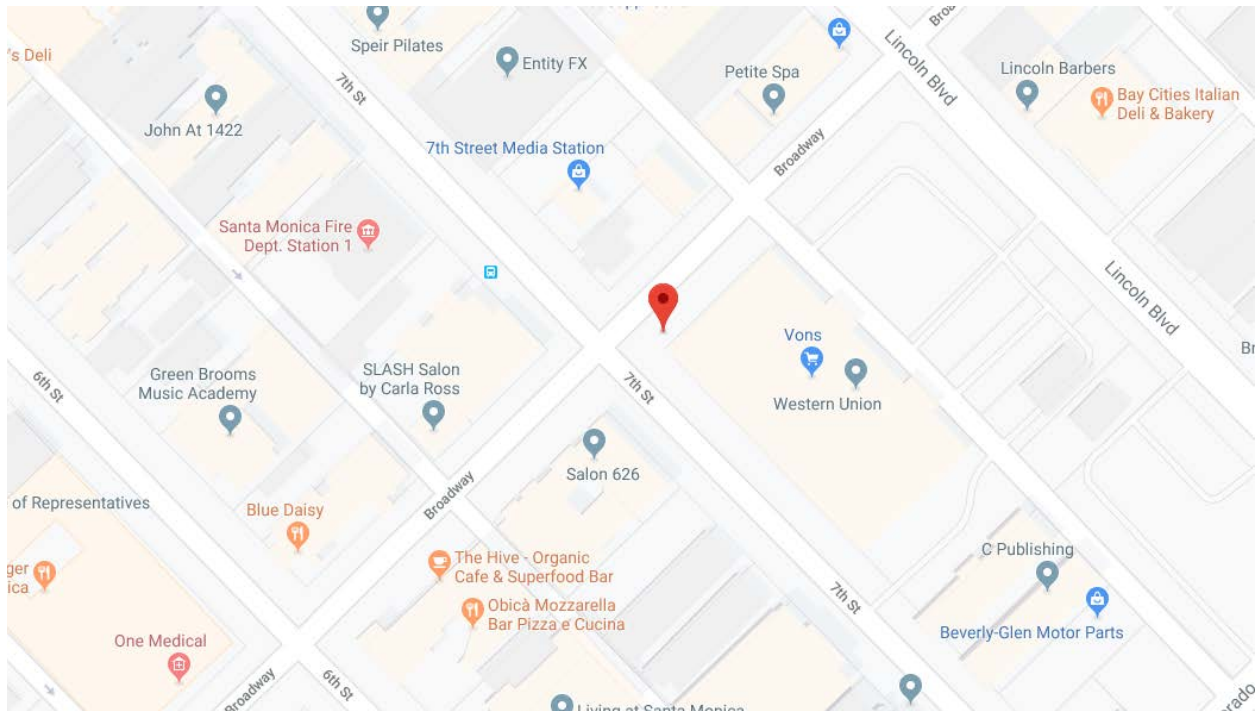 Speir Pilates
's Deli
Entity FX
Petite Spa
Lincoln Blvd
Lincoln Barbers
Bay Cities Italian
Deli & Bakery
7th St
John At 1422
7th Street Media Station
Broadway
Santa Monica Fire
Dept. Station 1
Lincoln Blvd
Vons
Western Union
6th St
Green Brooms
Music Academy
SLASH Salon
by Carla Ross
7th St
Salon 626
of Representatives
Blue Daisy
Broadway
The Hive - Organic
Cafe & Superfood Bar
Obicà Mozzarella
Bar Pizza e Cucina
C Publishing
7th St
Beverly-Glen Motor Parts
One Medical
Broadway
6th St
Living at Santa Monica